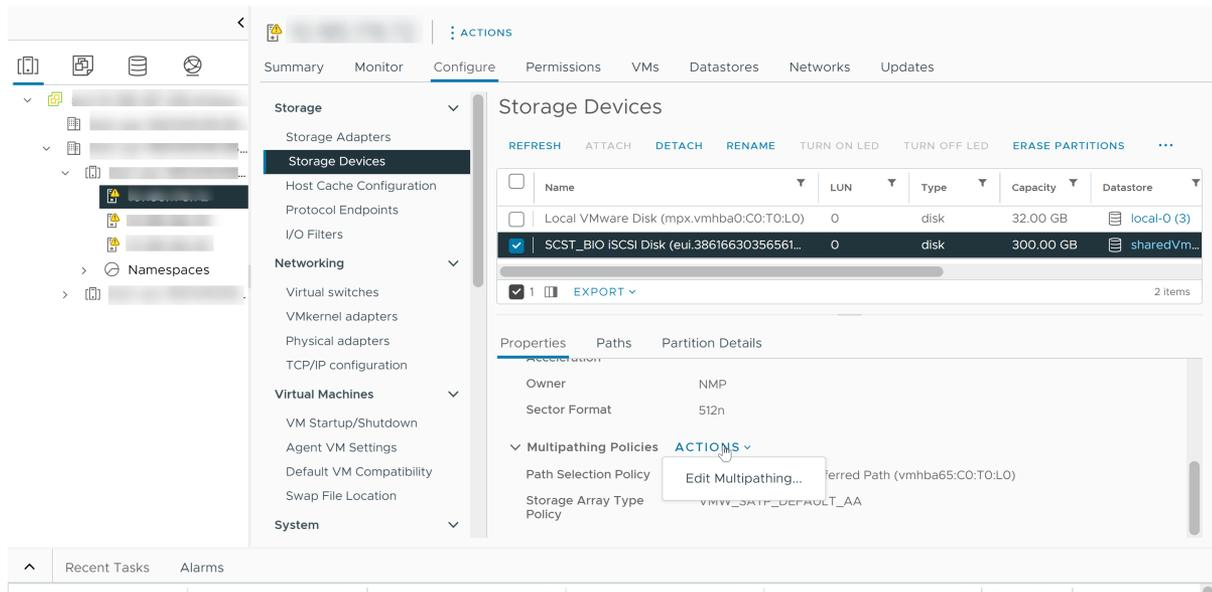 ACTIONS
Summary Monitor Configure Permissions VMs Datastores Networks Updates
Storage
Storage Adapters
Storage Devices
Host Cache Configuration
Protocol Endpoints
I/O Filters
Networking
Virtual switches
VMkernel adapters
Physical adapters
TCP/IP configuration
Virtual Machines
VM Startup/Shutdown
Agent VM Settings
Default VM Compatibility
Swap File Location
System
Namespaces
Storage Devices
REFRESH ATTACH DETACH RENAME TURN ON LED TURN OFF LED ERASE PARTITIONS ...
Name LUN Type Capacity Datastore
Local VMware Disk (mpx.vmhba0:C0:T0:L0) 0 disk 32.00 GB local-0 (3)
SCST_BIO iSCSI Disk (eui.38616630356561... 0 disk 300.00 GB sharedVm...
1 EXPORT 2 items
Properties Paths Partition Details
Acceleration
Owner NMP
Sector Format 512n
Multipathing Policies ACTIONS
Edit Multipathing...
Path Selection Policy ferred Path (vmhba65:C0:T0:L0)
Storage Array Type VMW_SATP_DEFAULT_AA
Policy
Recent Tasks Alarms